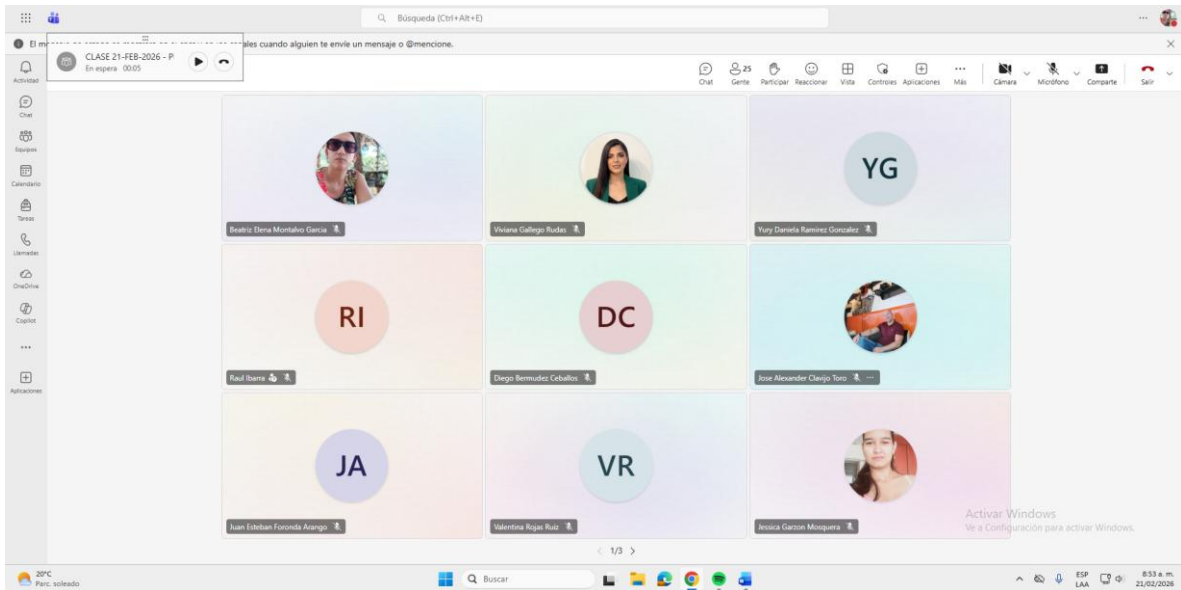 Búsqueda (Ctrl+Alt+E)
cuando alguien te envíe un mensaje o @mencione.
CLASE 21-FEB-2026 - P
En espera 00:05
25
Chat
Gente
Participar
Reaccionar
Vista
Controles
Aplicaciones
Más
Cámara
Micrófono
Comparte
Salir
Actividad
Chat
Equipos
Calendario
Tareas
Llamadas
OneDrive
Copilot
Aplicaciones
Beatriz Elena Montalvo Garcia
Viviana Gallego Rudas
YG
Yury Daniela Ramirez Gonzalez
RI
Raul Ibarra
DC
Diego Bermudez Ceballos
Jose Alexander Clavijo Toro
JA
Juan Esteban Foronda Arango
VR
Valentina Rojas Ruiz
Jessica Garzon Mosquera
1/3
Activar Windows
Ve a Configuración para activar Windows.
20°C
Parc. soleado
Buscar
ESP
LAA
8:53 a. m.
21/02/2026